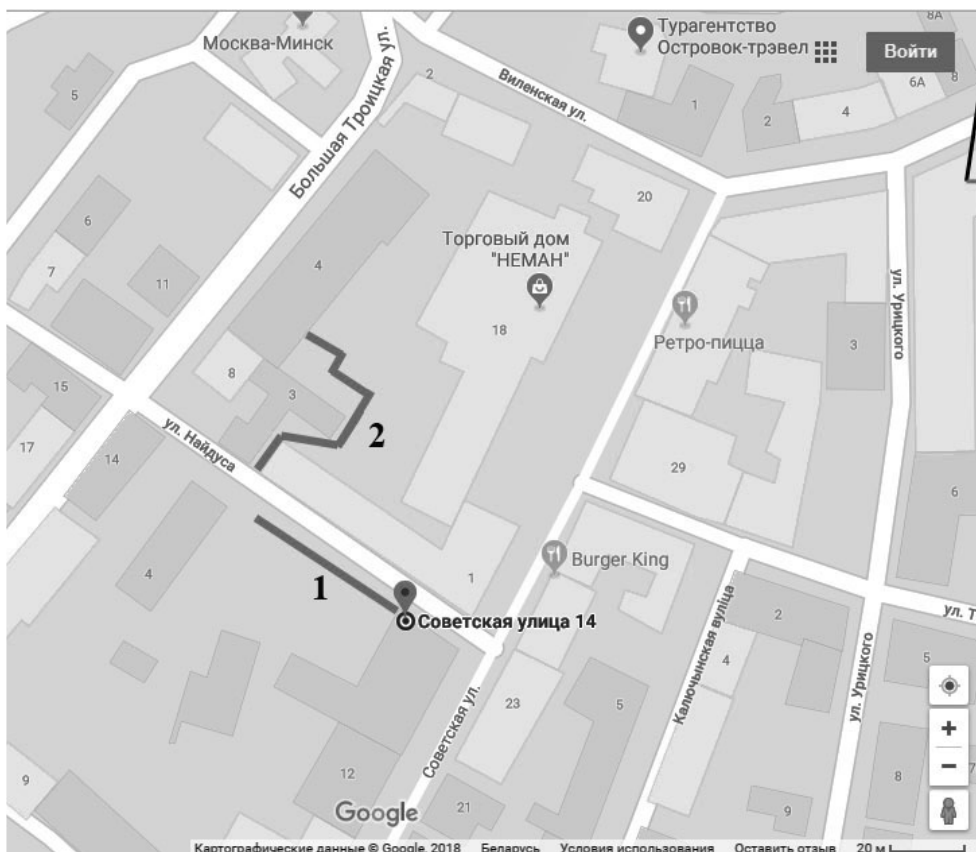 Москва-Минск
Турагентство
Островок-трэвел
Войти
8А
6А
8
5
2
1
2
4
Большая Троицкая ул.
Виленская ул.
6
7
11
4
20
Торговый дом
"НЕМАН"
18
Ретро-пицца
3
ул. Урицкого
8
3
15
17
14
ул. Найдуса
2
29
6
4
1
1
Советская улица 14
Burger King
Калючынская вуліца
2
4
ул. Т
5
ул. Урицкого
23
5
Советская ул.
12
21
9
9
8
7
Google
Картографические данные © Google, 2018 Беларусь Условия использования Оставить отзыв 20 м